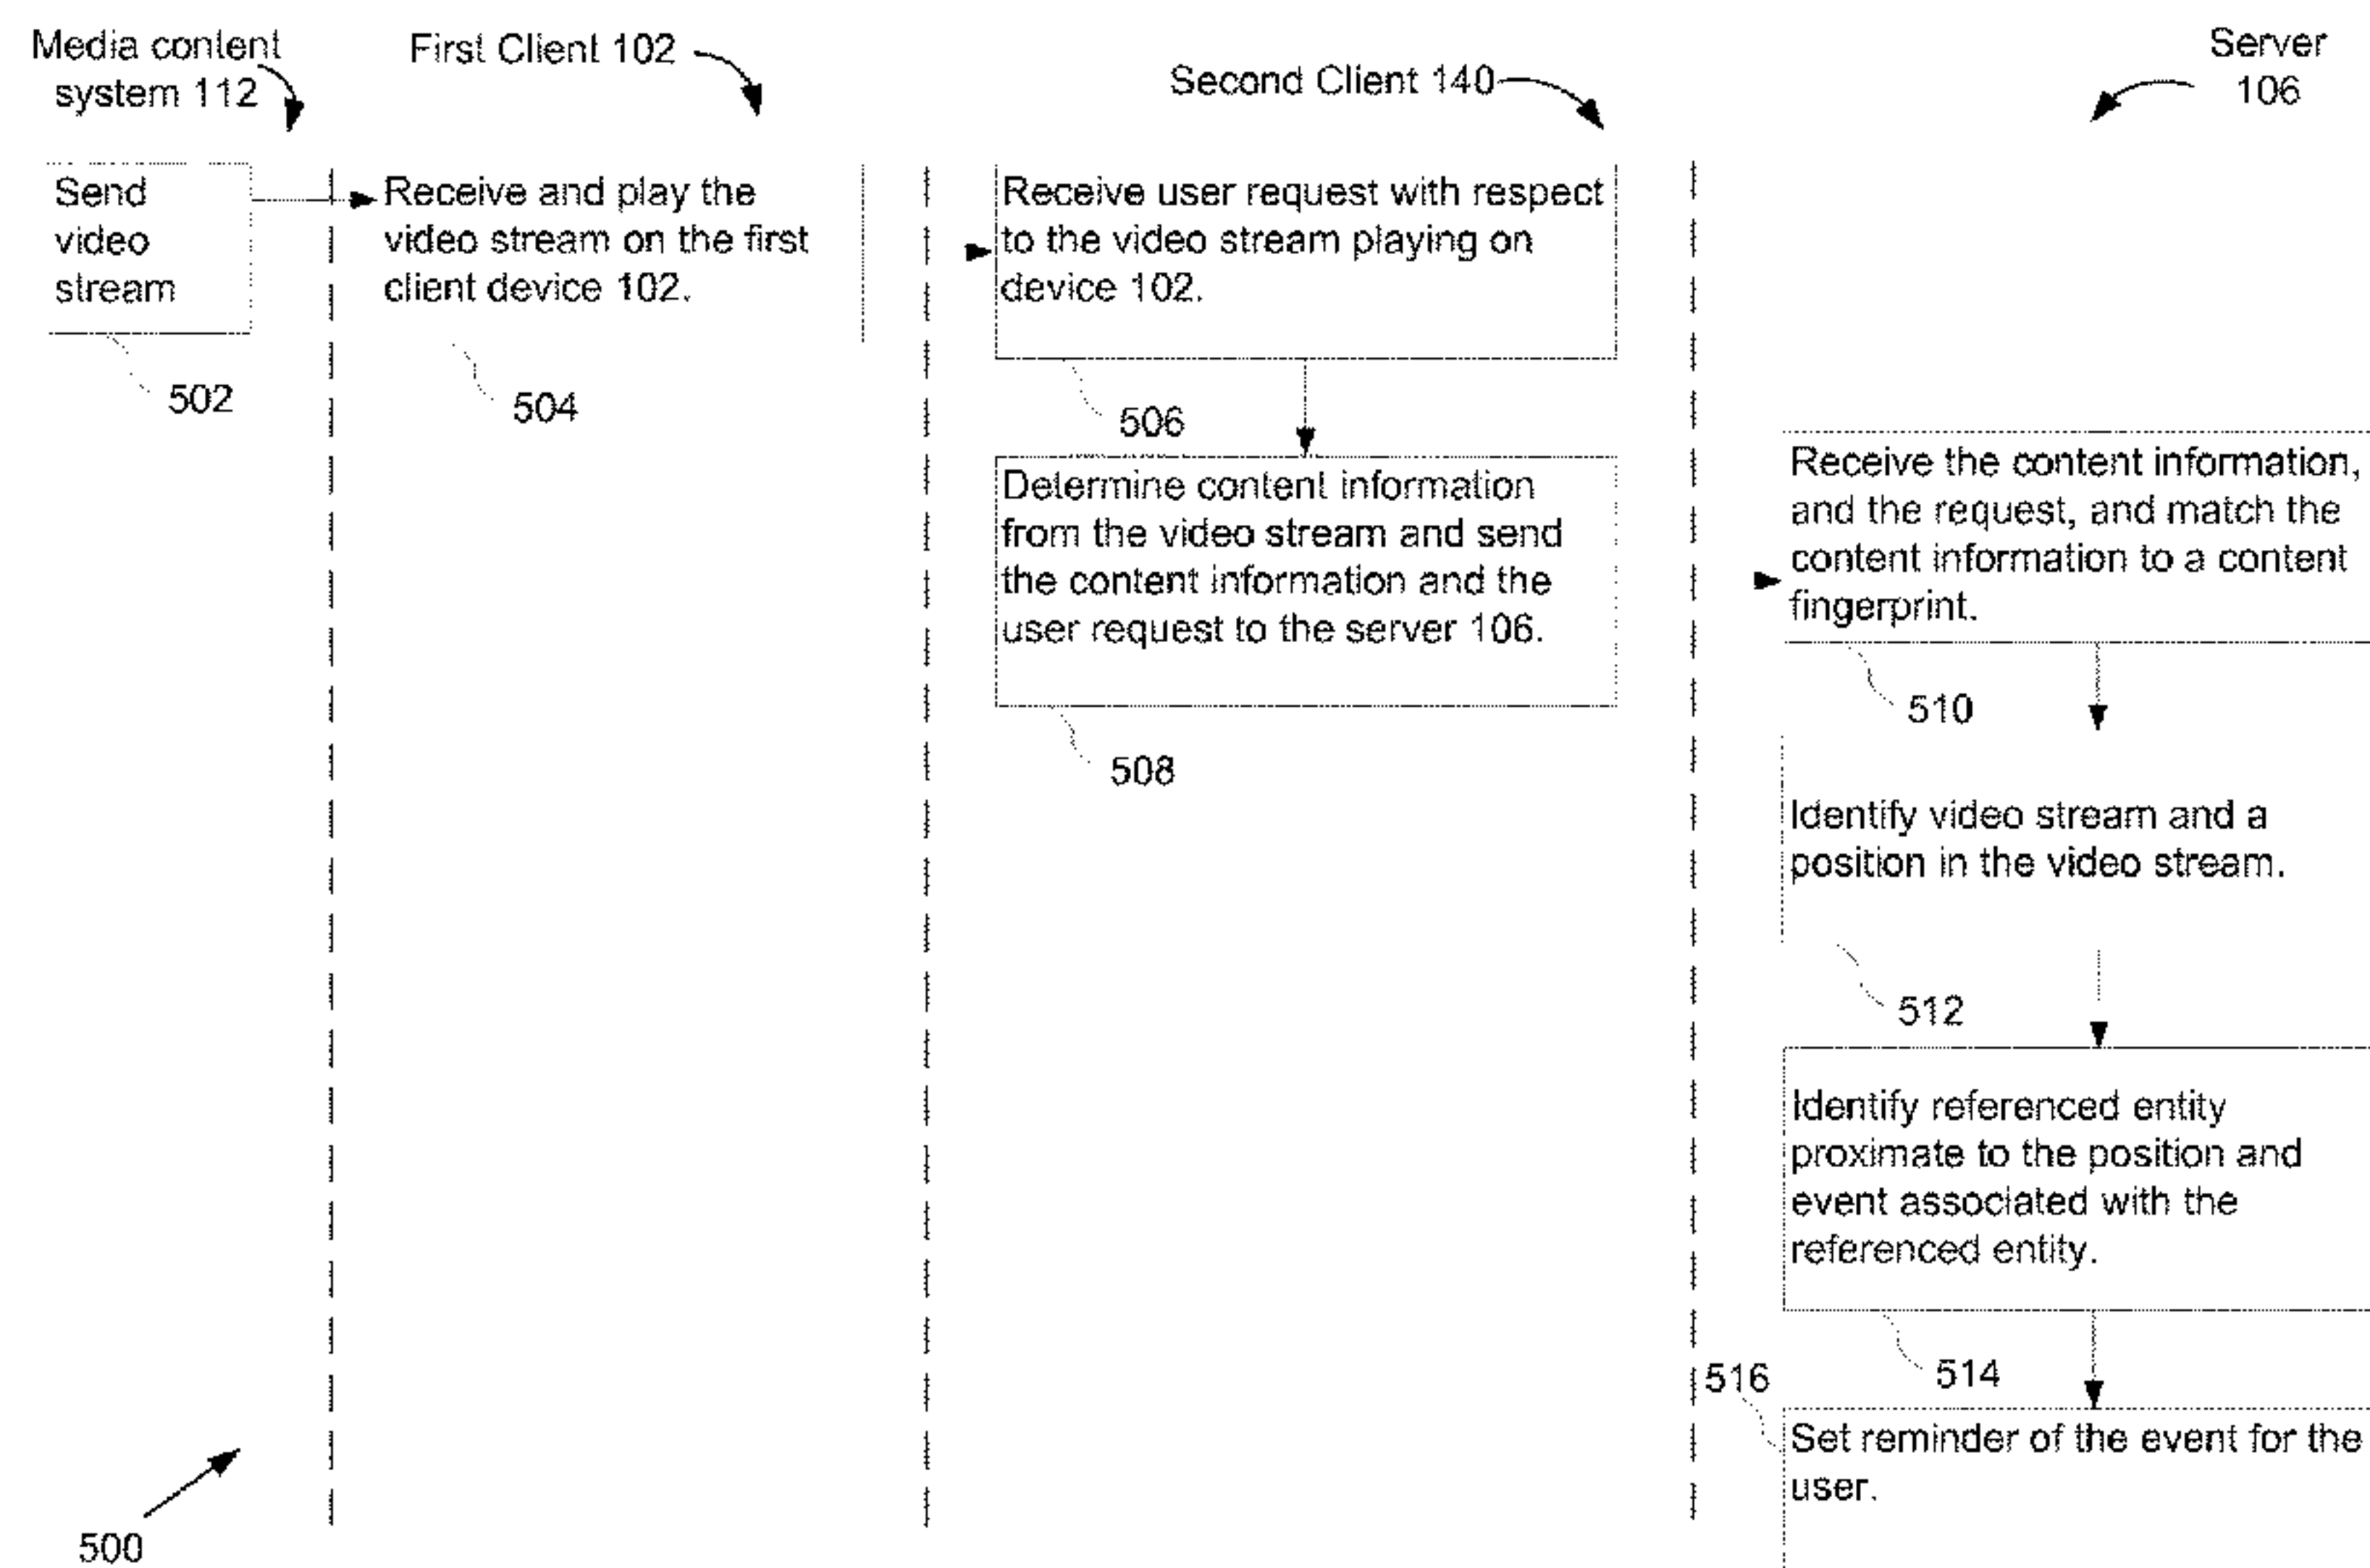 Media content
system 112
First Client 102
Second Client 140
Server
106
Send
video
stream
502
Receive and play the
video stream on the first
client device 102.
504
Receive user request with respect
to the video stream playing on
device 102.
506
Determine content information
from the video stream and send
the content information and the
user request to the server 106.
508
Receive the content information,
and the request, and match the
content information to a content
fingerprint.
510
Identify video stream and a
position in the video stream.
512
Identify referenced entity
proximate to the position and
event associated with the
referenced entity.
514
516
Set reminder of the event for the
user.
500